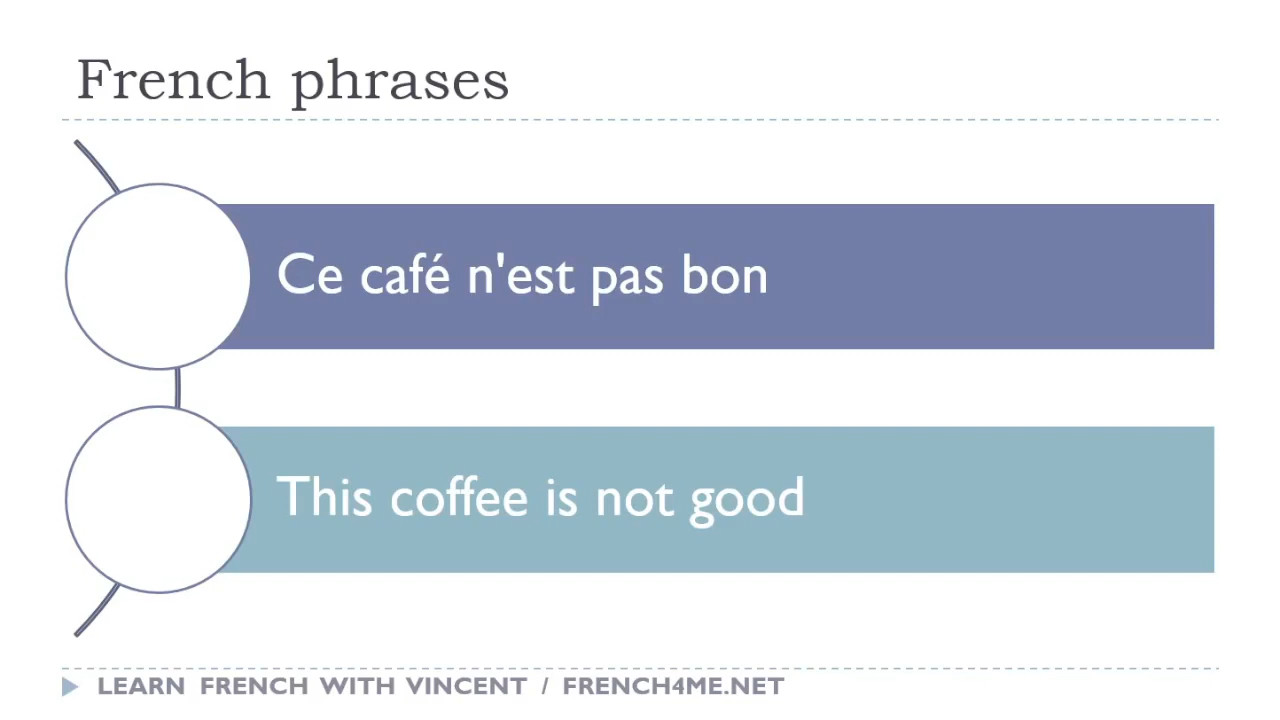 French phrases
Ce café n'est pas bon
This coffee is not good
LEARN FRENCH WITH VINCENT / FRENCH4ME.NET